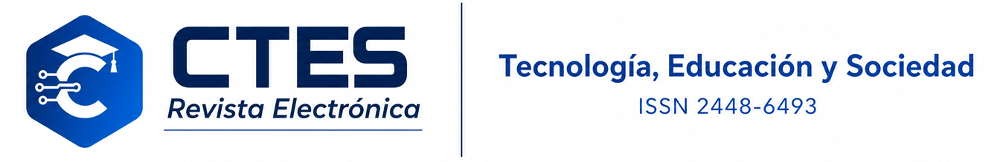 CTES
Revista Electrónica
Tecnología, Educación y Sociedad
ISSN 2448-6493